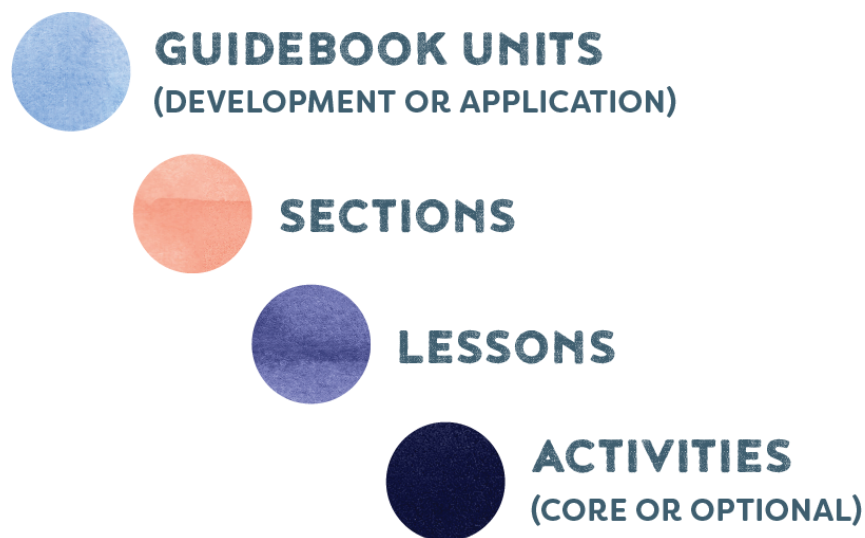 GUIDEBOOK UNITS
(DEVELOPMENT OR APPLICATION)
SECTIONS
LESSONS
ACTIVITIES
(CORE OR OPTIONAL)